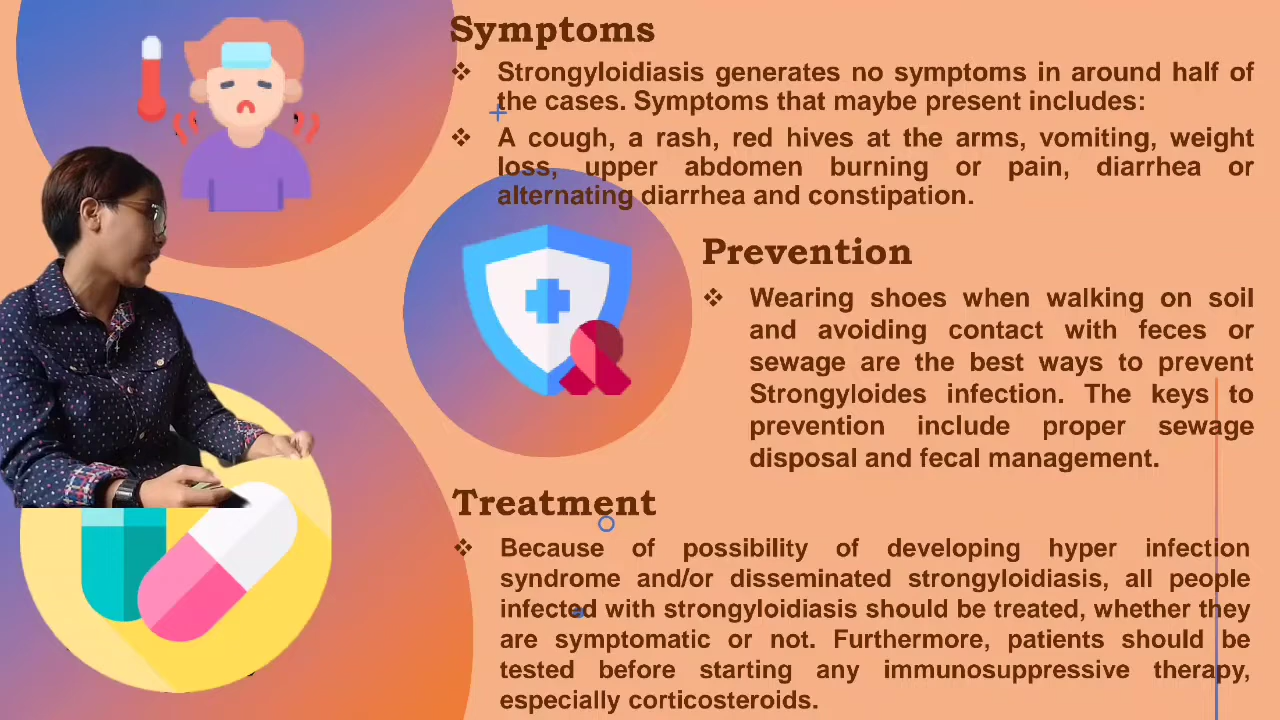 Symptoms
❖ Strongyloidiasis generates no symptoms in around half of
the cases. Symptoms that maybe present includes:
❖ A cough, a rash, red hives at the arms, vomiting, weight
loss, upper abdomen burning or pain, diarrhea or
alternating diarrhea and constipation.
Prevention
❖ Wearing shoes when walking on soil
and avoiding contact with feces or
sewage are the best ways to prevent
Strongyloides infection. The keys to
prevention include proper sewage
disposal and fecal management.
Treatment
❖ Because of possibility of developing hyper infection
syndrome and/or disseminated strongyloidiasis, all people
infected with strongyloidiasis should be treated, whether they
are symptomatic or not. Furthermore, patients should be
tested before starting any immunosuppressive therapy,
especially corticosteroids.